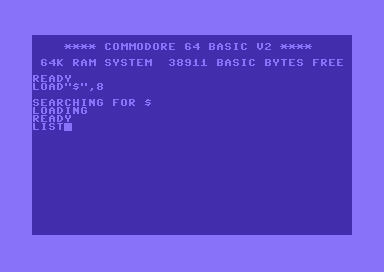 **** COMMODORE 64 BASIC V2 ****
64K RAM SYSTEM  38911 BASIC BYTES FREE
READY
LOAD"$",8
SEARCHING FOR $
LOADING
READY
LIST